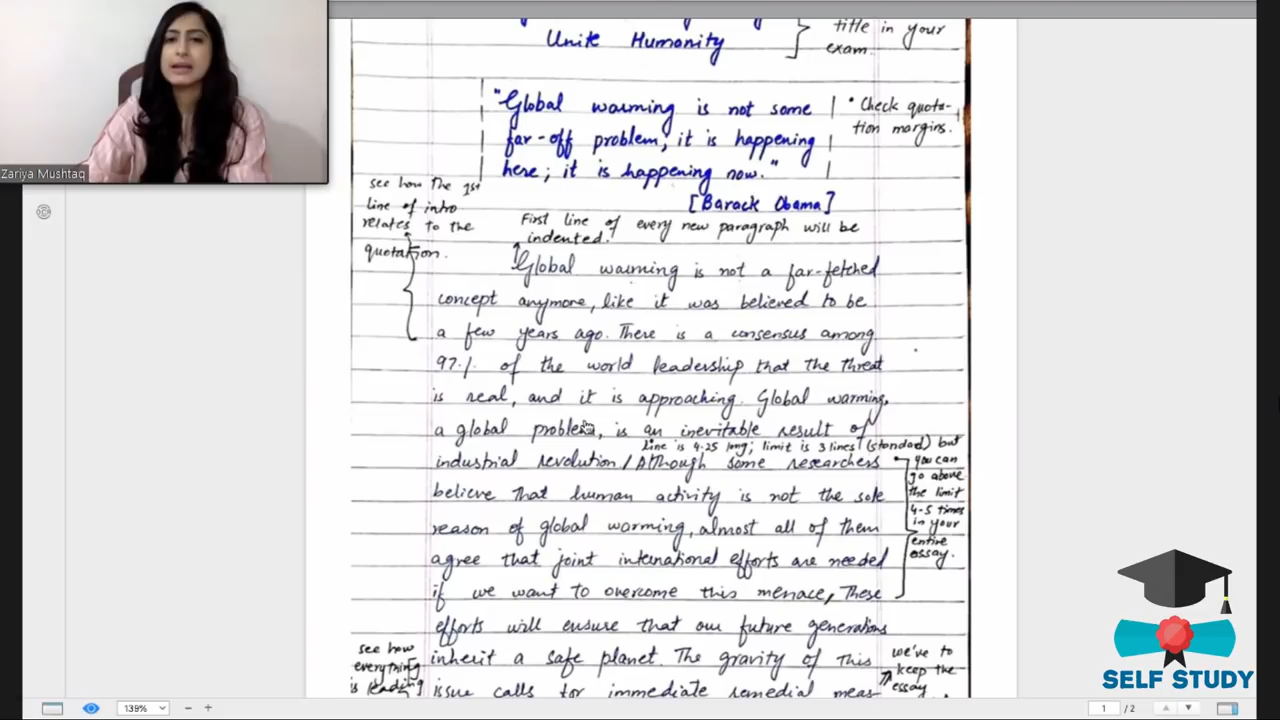 title in your
Unite Humanity
exam.
"Global warming is not some
far-off problem, it is happening
here; it is happening now."
[Barack Obama]
• Check quota-
tion margins.
Zariya Mushtaq
see how the 1st
line of intro
relates to the
quotation.
First line of every new paragraph will be
indented.
Global warming is not a far-fetched
concept anymore, like it was believed to be
a few years ago. There is a consensus among
97% of the world leadership that the threat
is real, and it is approaching. Global warming,
a global problem, is an inevitable result of
Line is 4.25 long; limit is 3 lines (standard) but
you can
go above
the limit
4-5 times
in your
entire
essay.
industrial revolution/Although some researchers
believe that human activity is not the sole
reason of global warming, almost all of them
agree that joint international efforts are needed
if we want to overcome this menace, These
efforts will ensure that our future generations
inherit a safe planet. The gravity of this
issue calls for immediate remedial meas-
see how
everything
is leading
we've to
keep the
essay
SELF STUDY
139%
1 / 2